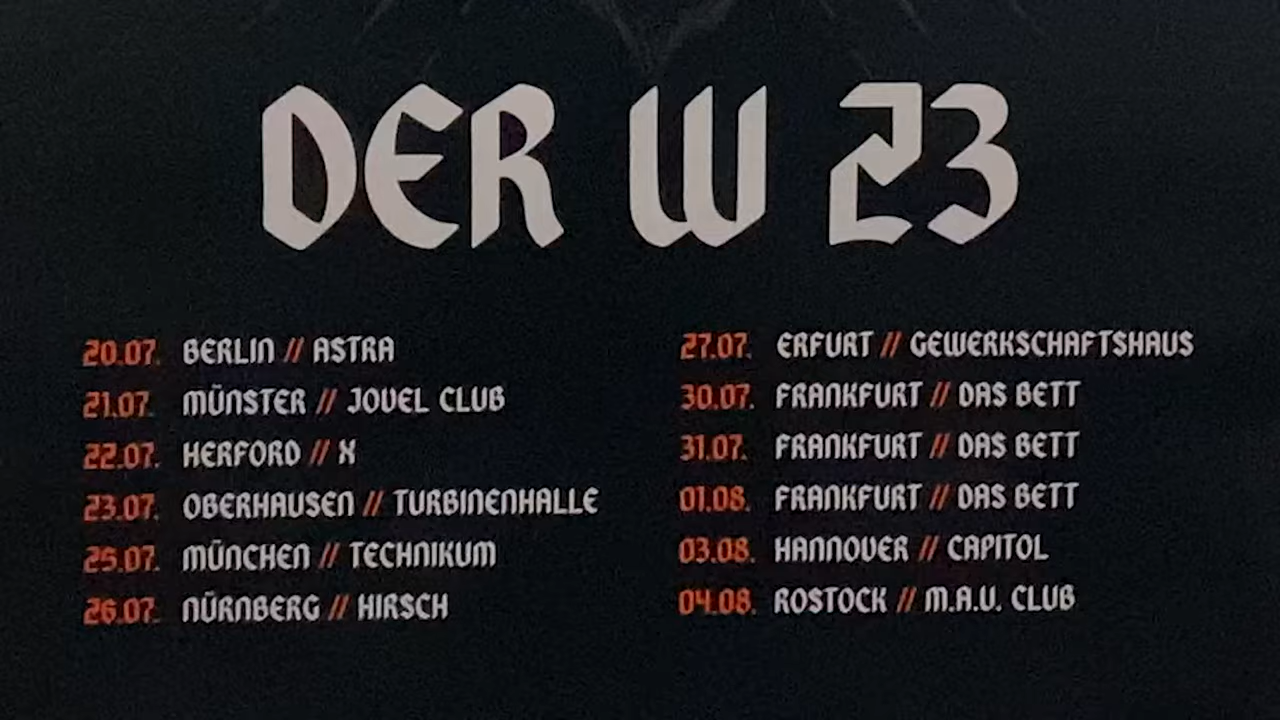 DER W 23
20.07. BERLIN // ASTRA
21.07. MÜNSTER // JOVEL CLUB
22.07. HERFORD // X
23.07. OBERHAUSEN // TURBINENHALLE
25.07. MÜNCHEN // TECHNIKUM
26.07. NÜRNBERG // HIRSCH
27.07. ERFURT // GEWERKSCHAFTSHAUS
30.07. FRANKFURT // DAS BETT
31.07. FRANKFURT // DAS BETT
01.08. FRANKFURT // DAS BETT
03.08. HANNOVER // CAPITOL
04.08. ROSTOCK // M.A.U. CLUB